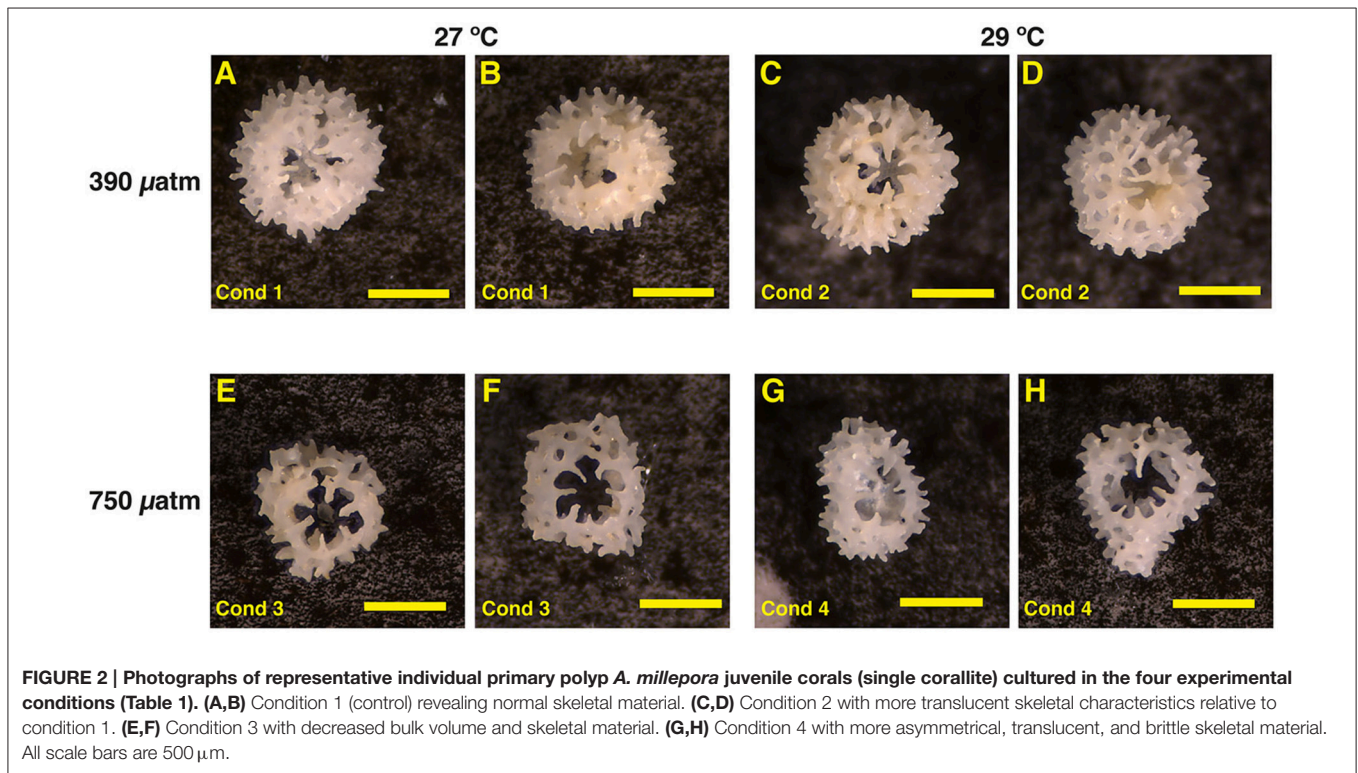 27 °C 29 °C
A B C D
390 µatm
Cond 1 Cond 1 Cond 2 Cond 2
E F G H
750 µatm
Cond 3 Cond 3 Cond 4 Cond 4
FIGURE 2 | Photographs of representative individual primary polyp A. millepora juvenile corals (single corallite) cultured in the four experimental
conditions (Table 1). (A,B) Condition 1 (control) revealing normal skeletal material. (C,D) Condition 2 with more translucent skeletal characteristics relative to
condition 1. (E,F) Condition 3 with decreased bulk volume and skeletal material. (G,H) Condition 4 with more asymmetrical, translucent, and brittle skeletal material.
All scale bars are 500 µm.